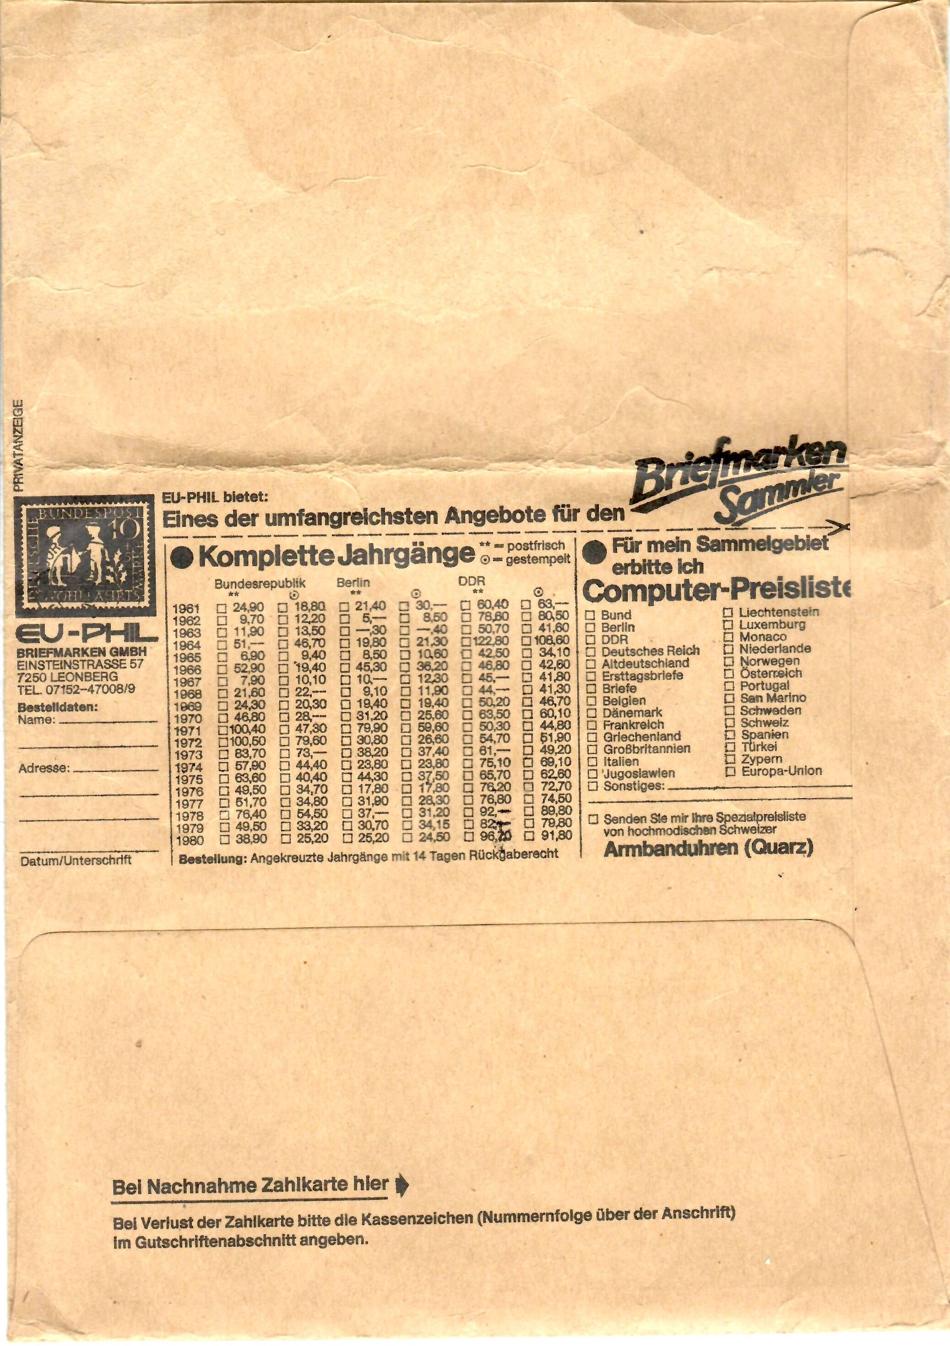 PRIVATANZEIGE
DEUTSCHE BUNDESPOST
10
WOHLFAHRTS
EU-PHIL
BRIEFMARKEN GMBH
EINSTEINSTRASSE 57
7250 LEONBERG
TEL. 07152-47008/9
Bestelldaten:
Name:
Adresse:
Datum/Unterschrift
EU-PHIL bietet:
Eines der umfangreichsten Angebote für den
Briefmarken
Sammler
● Komplette Jahrgänge ** = postfrisch
⊙ = gestempelt
Bundesrepublik Berlin DDR
** ⊙ ** ⊙ ** ⊙
1961 □ 24,90 □ 18,80 □ 21,40 □ 30,— □ 60,40 □ 63,—
1962 □ 9,70 □ 12,20 □ 5,— □ 8,50 □ 78,60 □ 80,50
1963 □ 11,90 □ 13,50 □ —,30 □ —,40 □ 50,70 □ 41,60
1964 □ 51,— □ 46,70 □ 19,80 □ 21,30 □ 122,80 □ 108,60
1965 □ 6,90 □ 9,40 □ 8,50 □ 10,60 □ 42,50 □ 34,10
1966 □ 52,90 □ 19,40 □ 45,30 □ 36,20 □ 46,80 □ 42,60
1967 □ 7,90 □ 10,10 □ 10,— □ 12,30 □ 45,— □ 41,80
1968 □ 21,60 □ 22,— □ 9,10 □ 11,90 □ 44,— □ 41,30
1969 □ 24,30 □ 20,30 □ 19,40 □ 19,40 □ 50,20 □ 46,70
1970 □ 46,80 □ 28,— □ 31,20 □ 25,60 □ 63,50 □ 60,10
1971 □ 100,40 □ 47,30 □ 79,90 □ 59,60 □ 50,30 □ 44,80
1972 □ 100,50 □ 79,60 □ 30,80 □ 26,60 □ 54,70 □ 51,90
1973 □ 83,70 □ 73,— □ 38,20 □ 37,40 □ 61,— □ 49,20
1974 □ 57,90 □ 44,40 □ 23,80 □ 23,80 □ 75,10 □ 69,10
1975 □ 63,60 □ 40,40 □ 44,30 □ 37,50 □ 65,70 □ 62,60
1976 □ 49,50 □ 34,70 □ 17,80 □ 17,80 □ 76,20 □ 72,70
1977 □ 51,70 □ 34,80 □ 31,90 □ 28,30 □ 76,80 □ 74,50
1978 □ 76,40 □ 54,50 □ 37,— □ 31,20 □ 92,— □ 89,80
1979 □ 49,50 □ 33,20 □ 30,70 □ 34,15 □ 82,— □ 79,80
1980 □ 38,90 □ 25,20 □ 25,20 □ 24,50 □ 96,20 □ 91,80
Bestellung: Angekreuzte Jahrgänge mit 14 Tagen Rückgaberecht
● Für mein Sammelgebiet
erbitte ich
Computer-Preisliste
□ Bund
□ Berlin
□ DDR
□ Deutsches Reich
□ Altdeutschland
□ Ersttagsbriefe
□ Briefe
□ Belgien
□ Dänemark
□ Frankreich
□ Griechenland
□ Großbritannien
□ Italien
□ Jugoslawien
□ Sonstiges:
□ Liechtenstein
□ Luxemburg
□ Monaco
□ Niederlande
□ Norwegen
□ Österreich
□ Portugal
□ San Marino
□ Schweden
□ Schweiz
□ Spanien
□ Türkei
□ Zypern
□ Europa-Union
□ Senden Sie mir Ihre Spezialpreisliste
von hochmodischen Schweizer
Armbanduhren (Quarz)
Bei Nachnahme Zahlkarte hier
Bei Verlust der Zahlkarte bitte die Kassenzeichen (Nummernfolge über der Anschrift)
im Gutschriftenabschnitt angeben.